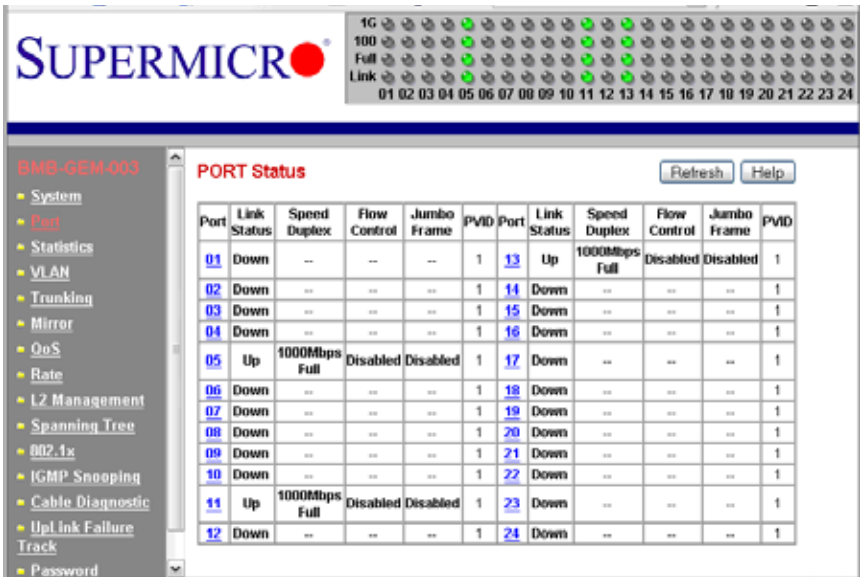 SUPERMICRO
1G
100
Full
Link
01 02 03 04 05 06 07 08 09 10 11 12 13 14 15 16 17 18 19 20 21 22 23 24
BMB-GEM-003
System
Port
Statistics
VLAN
Trunking
Mirror
QoS
Rate
L2 Management
Spanning Tree
802.1x
IGMP Snooping
Cable Diagnostic
UpLink Failure
Track
Password
PORT Status
Refresh Help
Port Link Status Speed Duplex Flow Control Jumbo Frame PVID Port Link Status Speed Duplex Flow Control Jumbo Frame PVID
01 Down -- -- -- 1 13 Up 1000Mbps Full Disabled Disabled 1
02 Down -- -- -- 1 14 Down -- -- -- 1
03 Down -- -- -- 1 15 Down -- -- -- 1
04 Down -- -- -- 1 16 Down -- -- -- 1
05 Up 1000Mbps Full Disabled Disabled 1 17 Down -- -- -- 1
06 Down -- -- -- 1 18 Down -- -- -- 1
07 Down -- -- -- 1 19 Down -- -- -- 1
08 Down -- -- -- 1 20 Down -- -- -- 1
09 Down -- -- -- 1 21 Down -- -- -- 1
10 Down -- -- -- 1 22 Down -- -- -- 1
11 Up 1000Mbps Full Disabled Disabled 1 23 Down -- -- -- 1
12 Down -- -- -- 1 24 Down -- -- -- 1